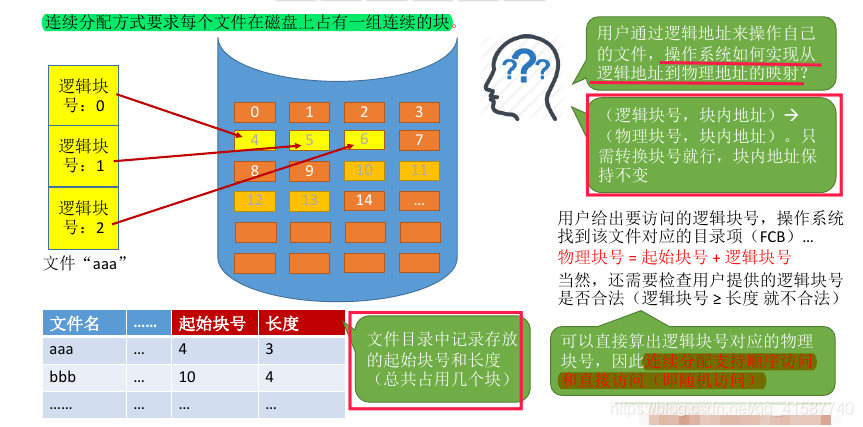 连续分配方式要求每个文件在磁盘上占有一组连续的块。
逻辑块
号：0
逻辑块
号：1
逻辑块
号：2
文件“aaa”
0 1 2 3
4 5 6 7
8 9 10 11
12 13 14 ...
???
用户通过逻辑地址来操作自己
的文件，操作系统如何实现从
逻辑地址到物理地址的映射？
（逻辑块号，块内地址）→
（物理块号，块内地址）。只
需转换块号就行，块内地址保
持不变
用户给出要访问的逻辑块号，操作系统
找到该文件对应的目录项（FCB）...
物理块号 = 起始块号 + 逻辑块号
当然，还需要检查用户提供的逻辑块号
是否合法（逻辑块号 ≥ 长度 就不合法）
文件名 …… 起始块号 长度
aaa ... 4 3
bbb ... 10 4
…… ... ... ...
文件目录中记录存放
的起始块号和长度
（总共占用几个块）
可以直接算出逻辑块号对应的物理
块号，因此连续分配支持顺序访问
和直接访问（即随机访问）
https://blog.csdn.net/qq_41587740